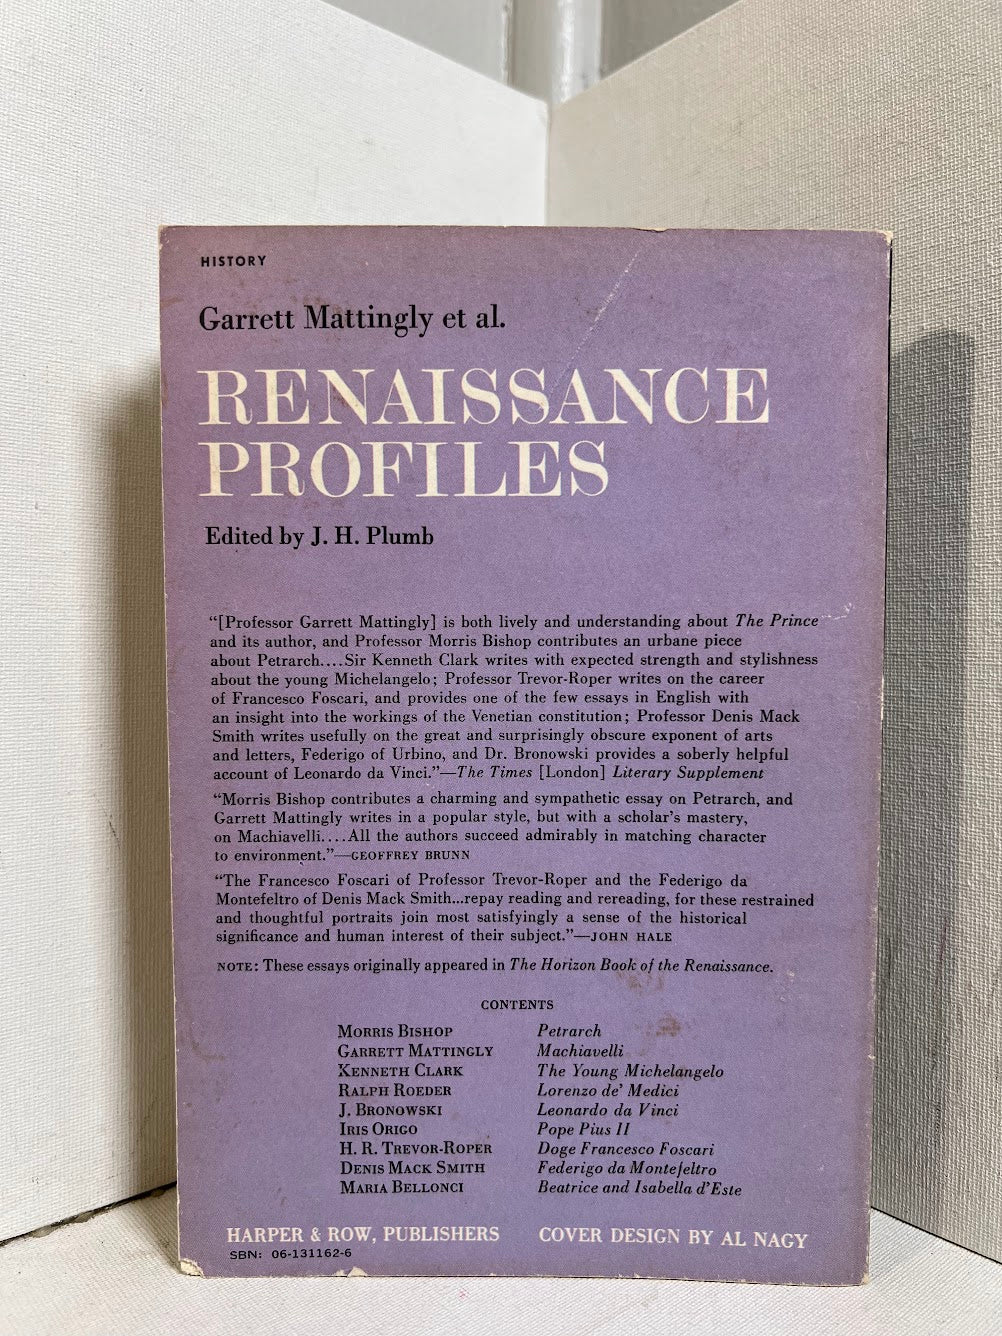 HISTORY
Garrett Mattingly et al.
RENAISSANCE
PROFILES
Edited by J. H. Plumb
“[Professor Garrett Mattingly] is both lively and understanding about The Prince
and its author, and Professor Morris Bishop contributes an urbane piece
about Petrarch....Sir Kenneth Clark writes with expected strength and stylishness
about the young Michelangelo; Professor Trevor-Roper writes on the career
of Francesco Foscari, and provides one of the few essays in English with
an insight into the workings of the Venetian constitution; Professor Denis Mack
Smith writes usefully on the great and surprisingly obscure exponent of arts
and letters, Federigo of Urbino, and Dr. Bronowski provides a soberly helpful
account of Leonardo da Vinci.”—The Times [London] Literary Supplement
“Morris Bishop contributes a charming and sympathetic essay on Petrarch, and
Garrett Mattingly writes in a popular style, but with a scholar’s mastery,
on Machiavelli....All the authors succeed admirably in matching character
to environment.”—GEOFFREY BRUNN
“The Francesco Foscari of Professor Trevor-Roper and the Federigo da
Montefeltro of Denis Mack Smith...repay reading and rereading, for these restrained
and thoughtful portraits join most satisfyingly a sense of the historical
significance and human interest of their subject.”—JOHN HALE
NOTE: These essays originally appeared in The Horizon Book of the Renaissance.
CONTENTS
MORRIS BISHOP Petrarch
GARRETT MATTINGLY Machiavelli
KENNETH CLARK The Young Michelangelo
RALPH ROEDER Lorenzo de’ Medici
J. BRONOWSKI Leonardo da Vinci
IRIS ORIGO Pope Pius II
H. R. TREVOR-ROPER Doge Francesco Foscari
DENIS MACK SMITH Federigo da Montefeltro
MARIA BELLONCI Beatrice and Isabella d’Este
HARPER & ROW, PUBLISHERS COVER DESIGN BY AL NAGY
SBN: 06-131162-6